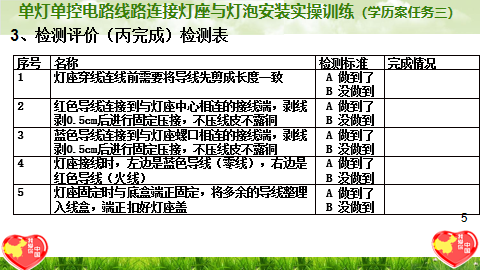 单灯单控电路线路连接灯座与灯泡安装实操训练（学历案任务三）
3、检测评价（丙完成）检测表
序号 名称 检测标准 完成情况
1 灯座穿线连线前需要将导线先剪成长度一致 A 做到了
B 没做到
2 红色导线连接到与灯座中心相连的接线端，剥线 A 做到了
剥0.5cm后进行固定压接，不压线皮不露铜 B 没做到
3 蓝色导线连接到与灯座螺口相连的接线端，剥线 A 做到了
剥0.5cm后进行固定压接，不压线皮不露铜 B 没做到
4 灯座接线时，左边是蓝色导线（零线），右边是 A 做到了
红色导线（火线） B 没做到
5 灯座固定时与底盒端正固定，将多余的导线整理 A 做到了
入线盒，端正扣好灯座盖 B 没做到
5